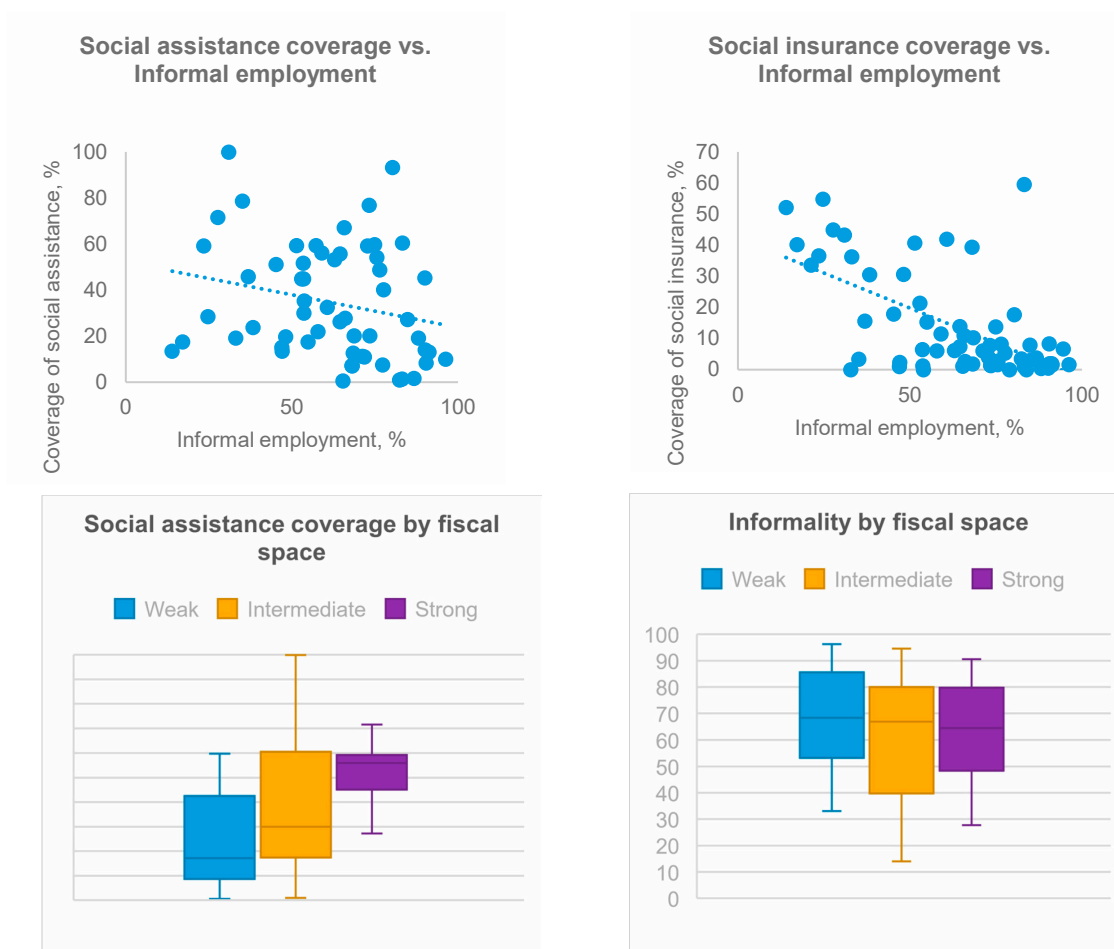 Social assistance coverage vs.
Informal employment
Coverage of social assistance, %
100
80
60
40
20
0
0 50 100
Informal employment, %
Social insurance coverage vs.
Informal employment
Coverage of social insurance, %
70
60
50
40
30
20
10
0
0 50 100
Informal employment, %
Social assistance coverage by fiscal
space
Weak Intermediate Strong
Informality by fiscal space
Weak Intermediate Strong
100
90
80
70
60
50
40
30
20
10
0